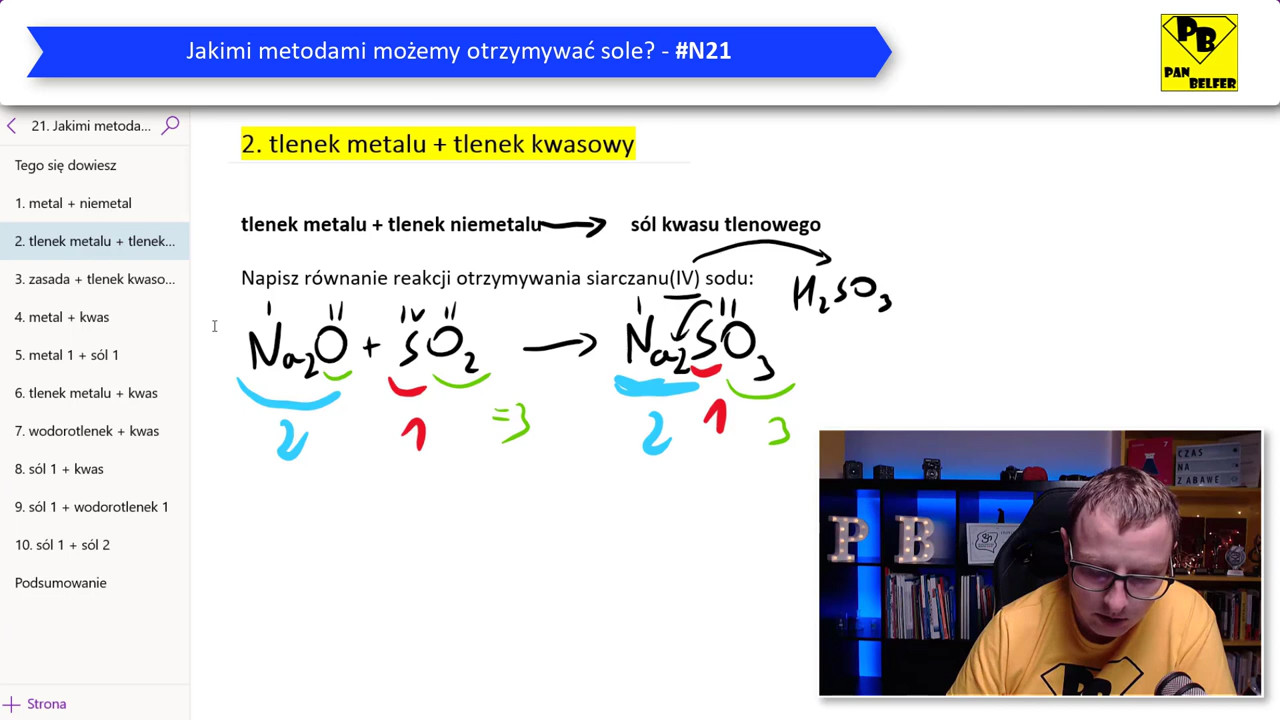 Jakimi metodami możemy otrzymywać sole? - #N21
PB
PAN
BELFER
21. Jakimi metoda...
Tego się dowiesz
1. metal + niemetal
2. tlenek metalu + tlenek...
3. zasada + tlenek kwaso...
4. metal + kwas
5. metal 1 + sól 1
6. tlenek metalu + kwas
7. wodorotlenek + kwas
8. sól 1 + kwas
9. sól 1 + wodorotlenek 1
10. sól 1 + sól 2
Podsumowanie
Strona
2. tlenek metalu + tlenek kwasowy
tlenek metalu + tlenek niemetalu → sól kwasu tlenowego
Napisz równanie reakcji otrzymywania siarczanu(IV) sodu:
H₂SO₃
I II IV II I II
Na₂O + SO₂ → Na₂SO₃
2 1 =3 2 1 3
CZAS
NA
ZABAWĘ
P B
PB